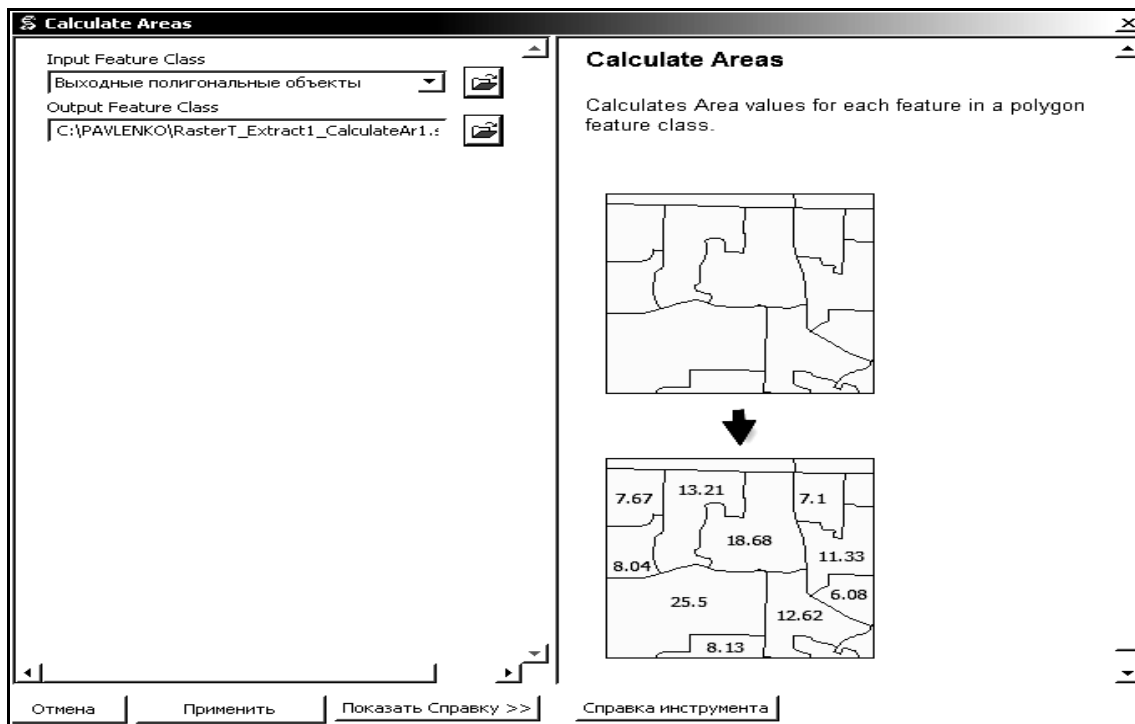 Calculate Areas
Input Feature Class
Выходные полигональные объекты
Output Feature Class
C:\PAVLENKO\RasterT_Extract1_CalculateAr1.s
Calculate Areas
Calculates Area values for each feature in a polygon
feature class.
7.67
13.21
7.1
18.68
11.33
8.04
6.08
25.5
12.62
8.13
Отмена
Применить
Показать Справку >>
Справка инструмента